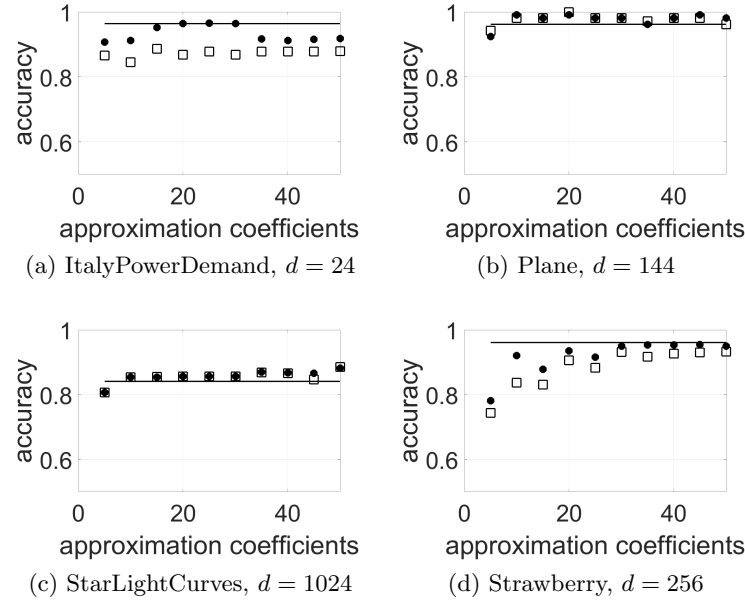 1
0.8
0.6
accuracy
0 20 40
approximation coefficients
(a) ItalyPowerDemand, d = 24
1
0.8
0.6
accuracy
0 20 40
approximation coefficients
(b) Plane, d = 144
1
0.8
0.6
accuracy
0 20 40
approximation coefficients
(c) StarLightCurves, d = 1024
1
0.8
0.6
accuracy
0 20 40
approximation coefficients
(d) Strawberry, d = 256